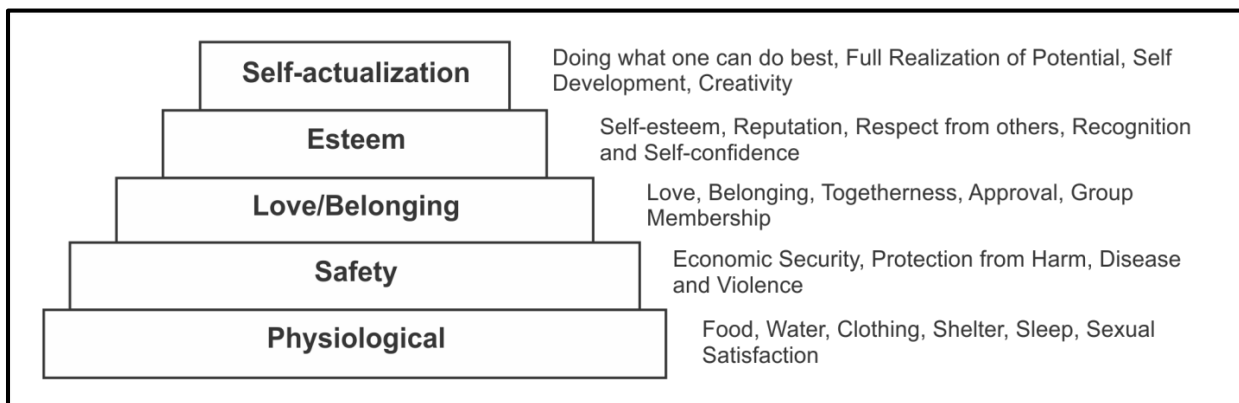 Self-actualization
Doing what one can do best, Full Realization of Potential, Self
Development, Creativity
Esteem
Self-esteem, Reputation, Respect from others, Recognition
and Self-confidence
Love/Belonging
Love, Belonging, Togetherness, Approval, Group
Membership
Safety
Economic Security, Protection from Harm, Disease
and Violence
Physiological
Food, Water, Clothing, Shelter, Sleep, Sexual
Satisfaction